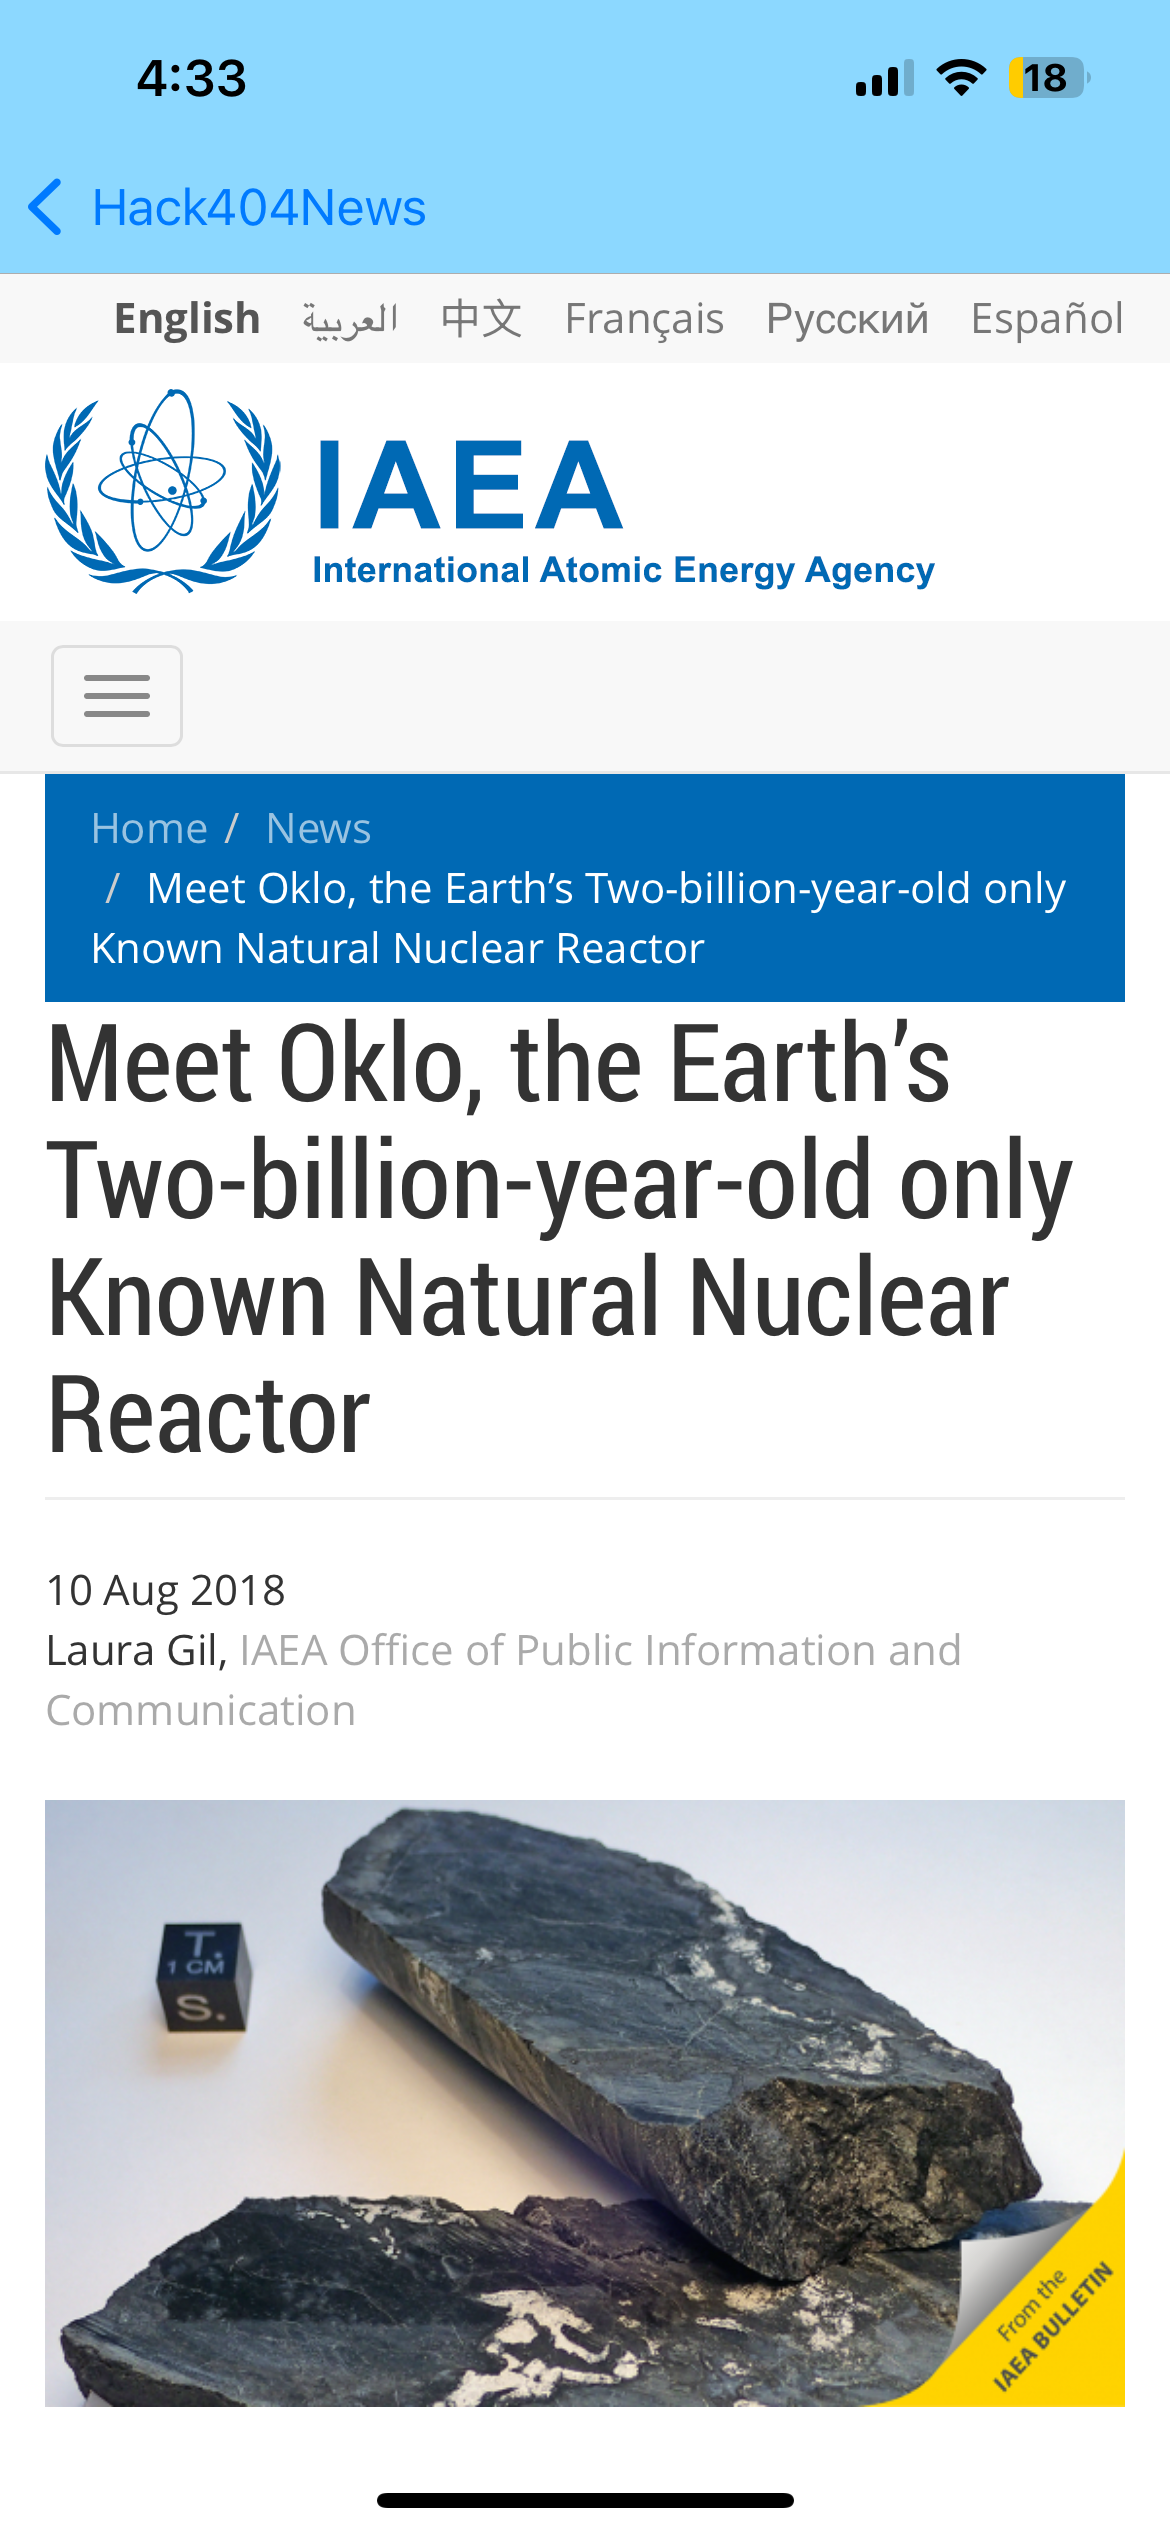 4:33
18
Hack404News
English العربية 中文 Français Русский Español
IAEA
International Atomic Energy Agency
Home / News
/ Meet Oklo, the Earth’s Two-billion-year-old only
Known Natural Nuclear Reactor
Meet Oklo, the Earth’s
Two-billion-year-old only
Known Natural Nuclear
Reactor
10 Aug 2018
Laura Gil, IAEA Office of Public Information and
Communication
T.
1 CM
S.
From the
IAEA BULLETIN